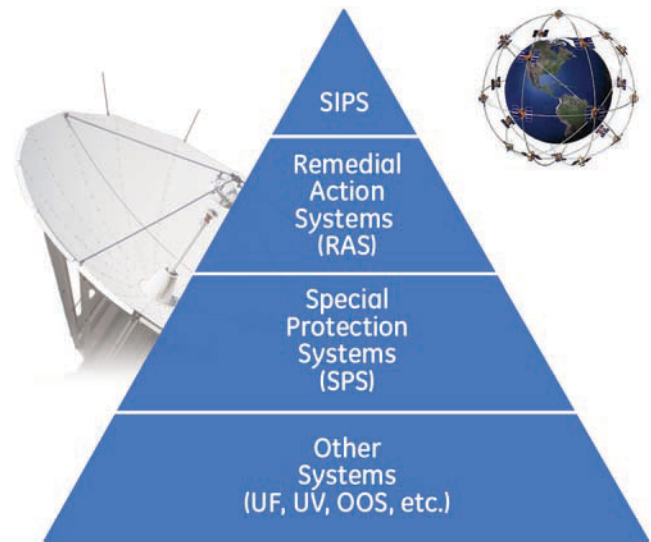 SIPS
Remedial
Action
Systems
(RAS)
Special
Protection
Systems
(SPS)
Other
Systems
(UF, UV, OOS, etc.)